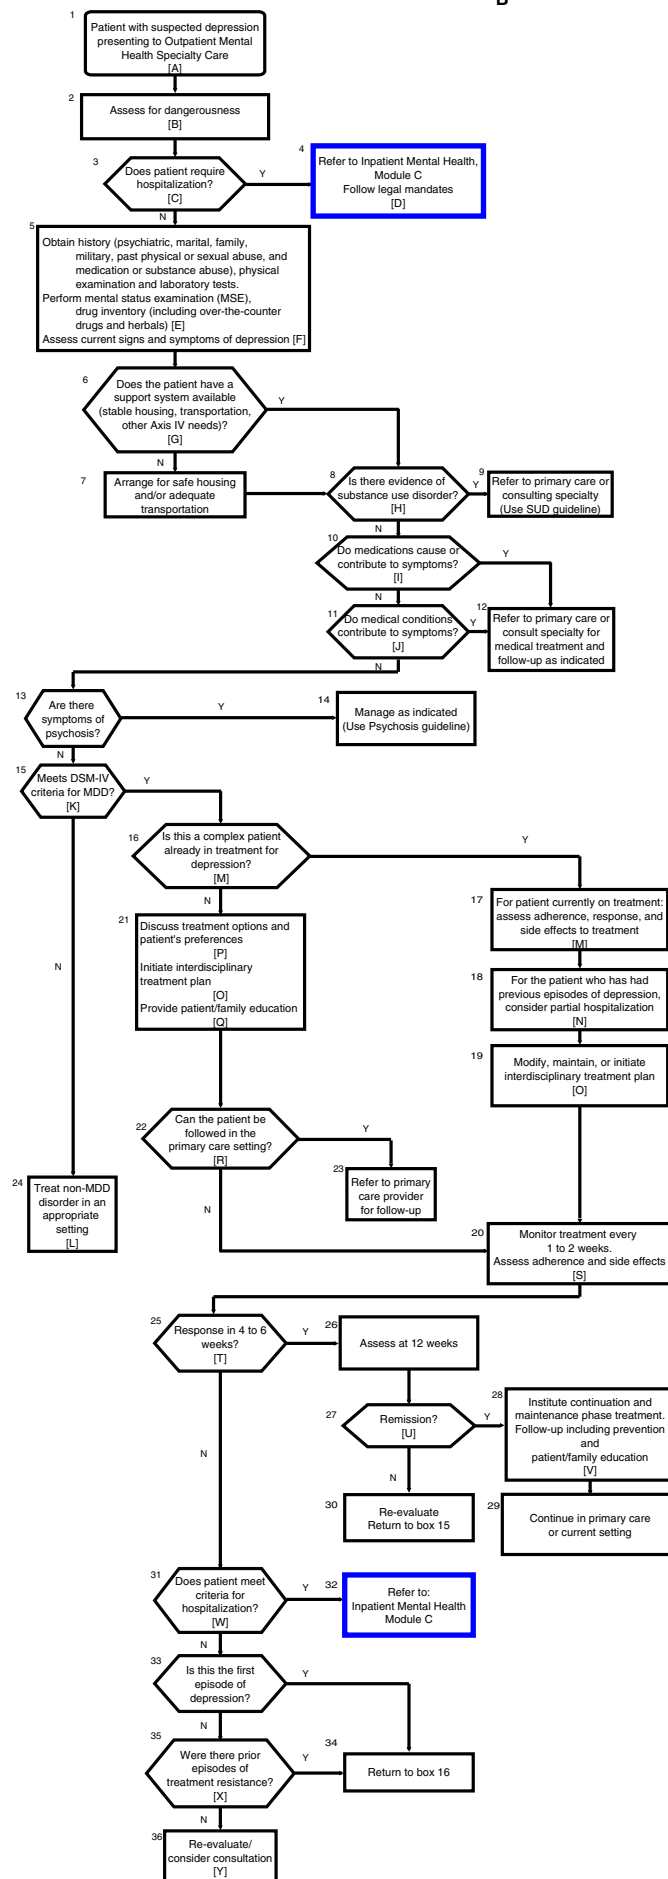 B
1
Patient with suspected depression
presenting to Outpatient Mental
Health Specialty Care
[A]
2
Assess for dangerousness
[B]
3
Does patient require
hospitalization?
[C]
Y
N
4
Refer to Inpatient Mental Health,
Module C
Follow legal mandates
[D]
5
Obtain history (psychiatric, marital, family,
military, past physical or sexual abuse, and
medication or substance abuse), physical
examination and laboratory tests.
Perform mental status examination (MSE),
drug inventory (including over-the-counter
drugs and herbals) [E]
Assess current signs and symptoms of depression [F]
6
Does the patient have a
support system available
(stable housing, transportation,
other Axis IV needs)?
[G]
Y
N
7
Arrange for safe housing
and/or adequate
transportation
8
Is there evidence of
substance use disorder?
[H]
Y
N
9
Refer to primary care or
consulting specialty
(Use SUD guideline)
10
Do medications cause or
contribute to symptoms?
[I]
Y
N
11
Do medical conditions
contribute to symptoms?
[J]
Y
N
12
Refer to primary care or
consult specialty for
medical treatment and
follow-up as indicated
13
Are there
symptoms of
psychosis?
Y
N
14
Manage as indicated
(Use Psychosis guideline)
15
Meets DSM-IV
criteria for MDD?
[K]
Y
N
16
Is this a complex patient
already in treatment for
depression?
[M]
Y
N
17
For patient currently on treatment:
assess adherence, response, and
side effects to treatment
[M]
18
For the patient who has had
previous episodes of depression,
consider partial hospitalization
[N]
19
Modify, maintain, or initiate
interdisciplinary treatment plan
[O]
21
Discuss treatment options and
patient's preferences
[P]
Initiate interdisciplinary
treatment plan
[O]
Provide patient/family education
[Q]
22
Can the patient be
followed in the
primary care setting?
[R]
Y
N
23
Refer to primary
care provider
for follow-up
24
Treat non-MDD
disorder in an
appropriate
setting
[L]
20
Monitor treatment every
1 to 2 weeks.
Assess adherence and side effects
[S]
25
Response in 4 to 6
weeks?
[T]
Y
N
26
Assess at 12 weeks
27
Remission?
[U]
Y
N
28
Institute continuation and
maintenance phase treatment.
Follow-up including prevention
and
patient/family education
[V]
29
Continue in primary care
or current setting
30
Re-evaluate
Return to box 15
31
Does patient meet
criteria for
hospitalization?
[W]
Y
N
32
Refer to:
Inpatient Mental Health
Module C
33
Is this the first
episode of
depression?
Y
N
34
Return to box 16
35
Were there prior
episodes of
treatment resistance?
[X]
Y
N
36
Re-evaluate/
consider consultation
[Y]